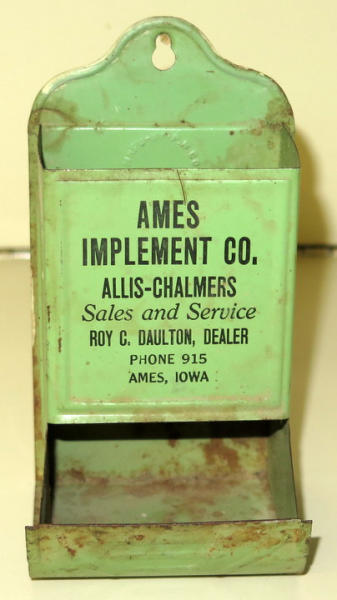 AMES
IMPLEMENT CO.
ALLIS-CHALMERS
Sales and Service
ROY C. DAULTON, DEALER
PHONE 915
AMES, IOWA